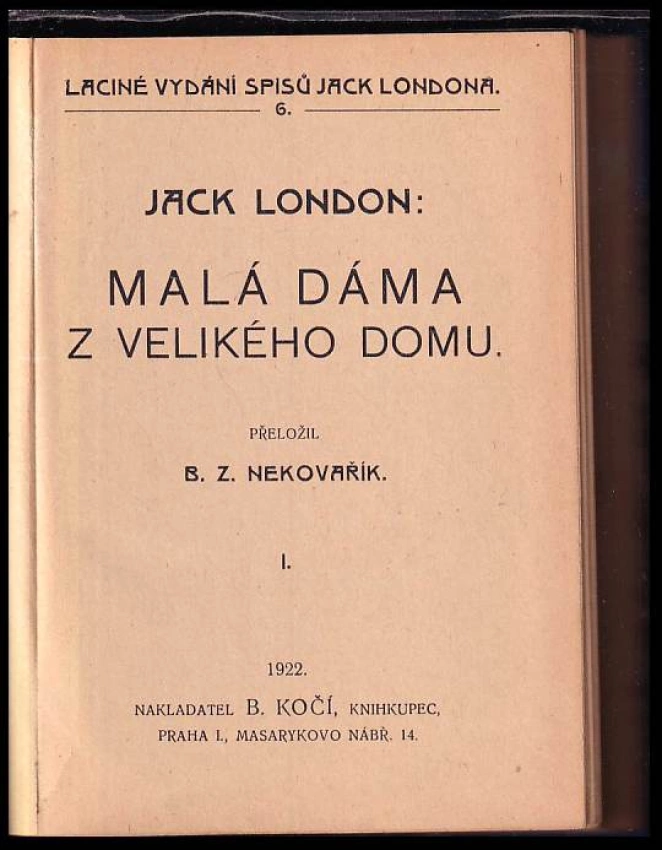 LACINÉ VYDÁNÍ SPISŮ JACK LONDONA.
6.
JACK LONDON:
MALÁ DÁMA
Z VELIKÉHO DOMU.
PŘELOŽIL
B. Z. NEKOVAŘÍK.
I.
1922.
NAKLADATEL B. KOČÍ, KNIHKUPEC,
PRAHA I., MASARYKOVO NÁBŘ. 14.